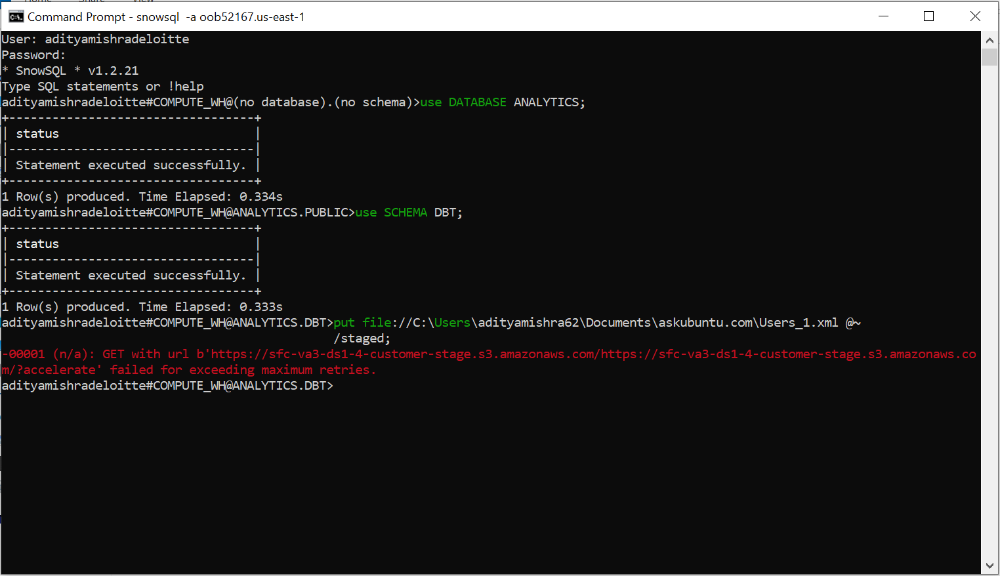 Command Prompt - snowsql  -a oob52167.us-east-1
User: adityamishradeloitte
Password:
* SnowSQL * v1.2.21
Type SQL statements or !help
adityamishradeloitte#COMPUTE_WH@(no database).(no schema)>use DATABASE ANALYTICS;
+----------------------------------+
| status                           |
|----------------------------------|
| Statement executed successfully. |
+----------------------------------+
1 Row(s) produced. Time Elapsed: 0.334s
adityamishradeloitte#COMPUTE_WH@ANALYTICS.PUBLIC>use SCHEMA DBT;
+----------------------------------+
| status                           |
|----------------------------------|
| Statement executed successfully. |
+----------------------------------+
1 Row(s) produced. Time Elapsed: 0.333s
adityamishradeloitte#COMPUTE_WH@ANALYTICS.DBT>put file://C:\Users\adityamishra62\Documents\askubuntu.com\Users_1.xml @~
/staged;
-00001 (n/a): GET with url b'https://sfc-va3-ds1-4-customer-stage.s3.amazonaws.com/https://sfc-va3-ds1-4-customer-stage.s3.amazonaws.co
m/?accelerate' failed for exceeding maximum retries.
adityamishradeloitte#COMPUTE_WH@ANALYTICS.DBT>